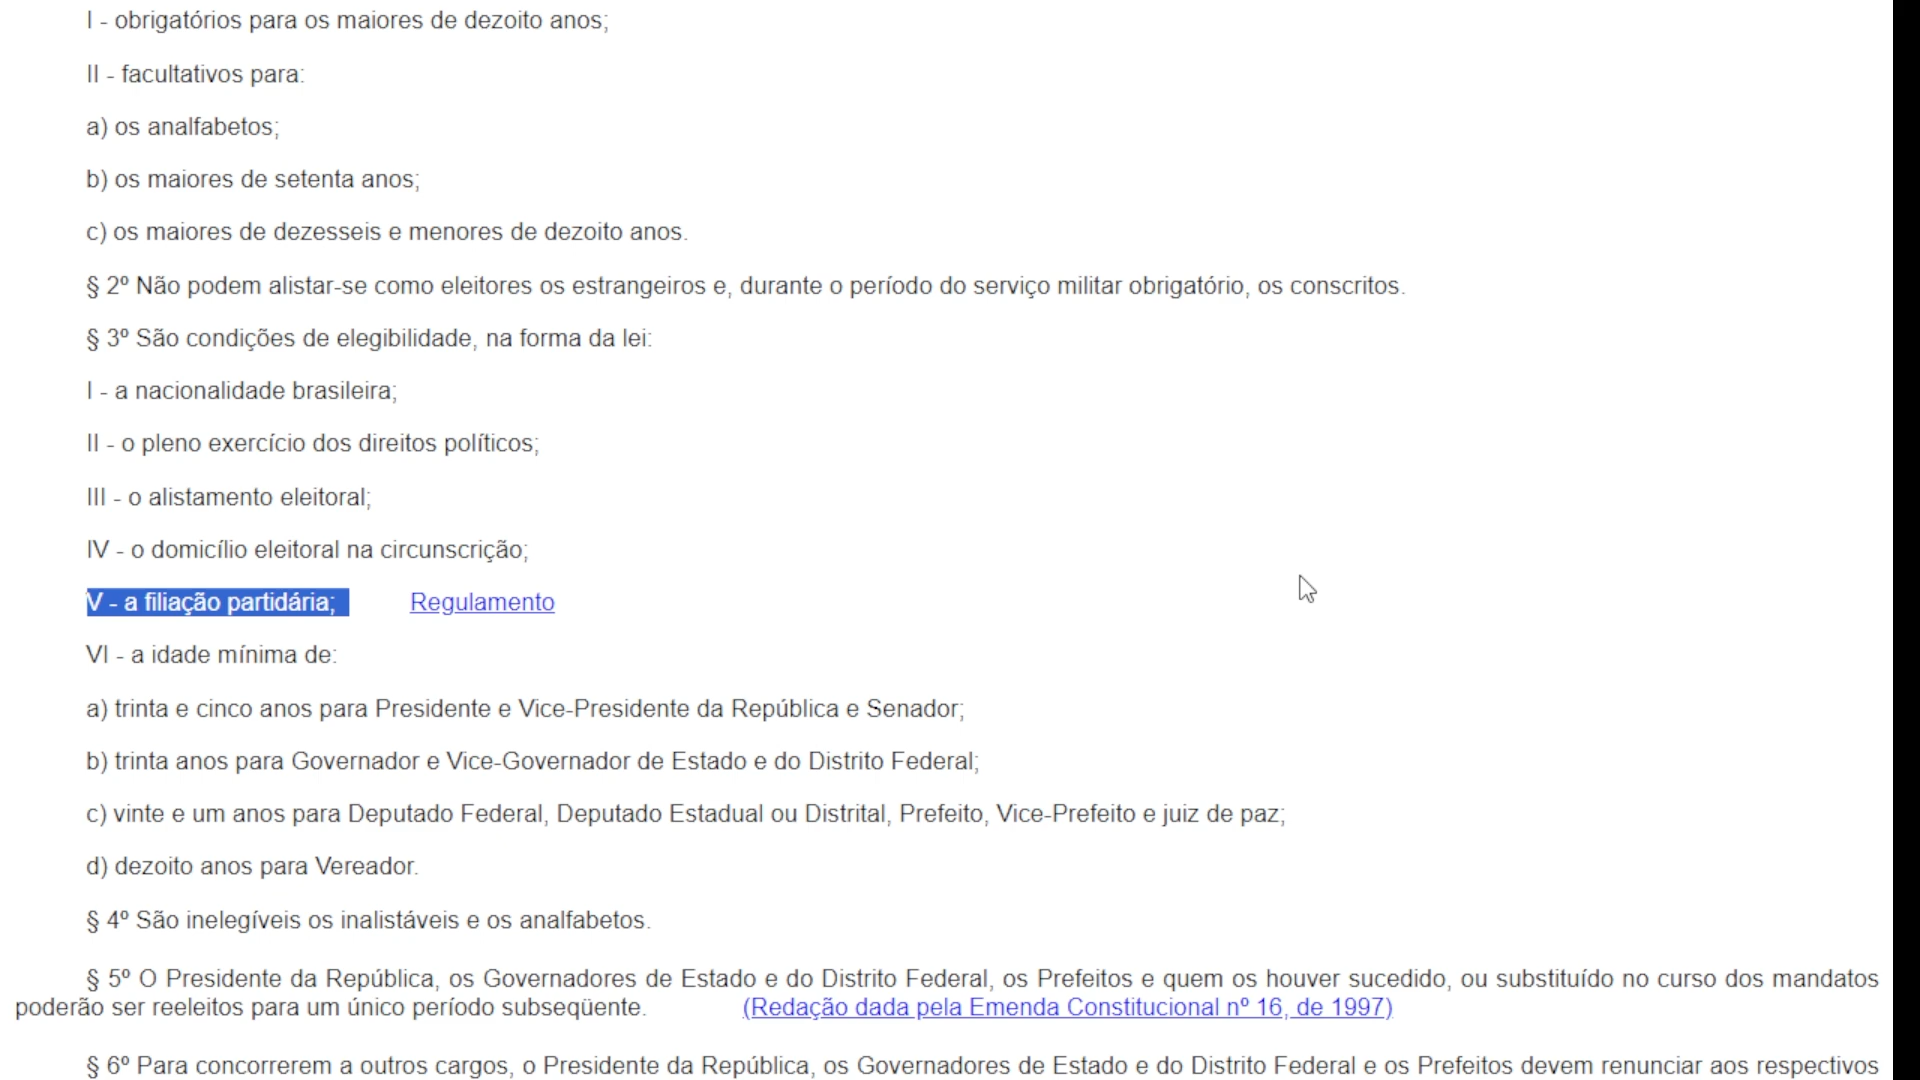 I - obrigatórios para os maiores de dezoito anos;
II - facultativos para:
a) os analfabetos;
b) os maiores de setenta anos;
c) os maiores de dezesseis e menores de dezoito anos.
§ 2º Não podem alistar-se como eleitores os estrangeiros e, durante o período do serviço militar obrigatório, os conscritos.
§ 3º São condições de elegibilidade, na forma da lei:
I - a nacionalidade brasileira;
II - o pleno exercício dos direitos políticos;
III - o alistamento eleitoral;
IV - o domicílio eleitoral na circunscrição;
V - a filiação partidária; Regulamento
VI - a idade mínima de:
a) trinta e cinco anos para Presidente e Vice-Presidente da República e Senador;
b) trinta anos para Governador e Vice-Governador de Estado e do Distrito Federal;
c) vinte e um anos para Deputado Federal, Deputado Estadual ou Distrital, Prefeito, Vice-Prefeito e juiz de paz;
d) dezoito anos para Vereador.
§ 4º São inelegíveis os inalistáveis e os analfabetos.
§ 5º O Presidente da República, os Governadores de Estado e do Distrito Federal, os Prefeitos e quem os houver sucedido, ou substituído no curso dos mandatos
poderão ser reeleitos para um único período subseqüente. (Redação dada pela Emenda Constitucional nº 16, de 1997)
§ 6º Para concorrerem a outros cargos, o Presidente da República, os Governadores de Estado e do Distrito Federal e os Prefeitos devem renunciar aos respectivos